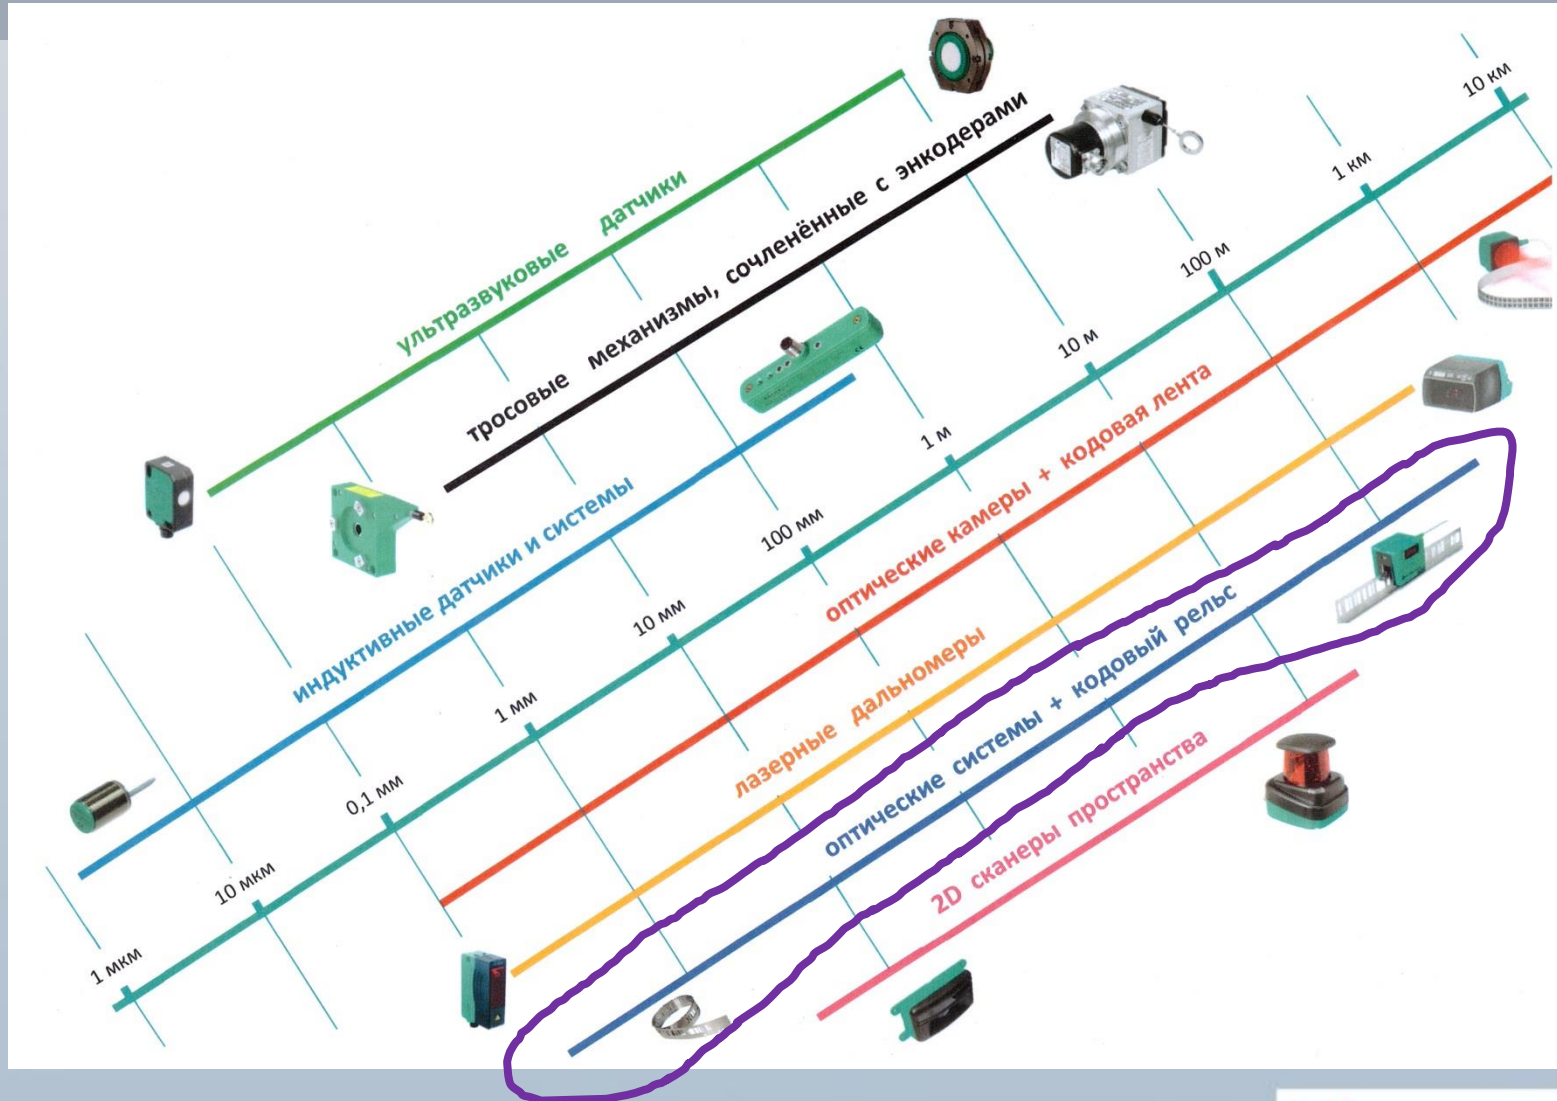 ультразвуковые датчики
тросовые механизмы, сочленённые с энкодерами
индуктивные датчики и системы
1 мкм
10 мкм
0,1 мм
1 мм
10 мм
100 мм
1 м
10 м
100 м
1 км
10 км
оптические камеры + кодовая лента
лазерные дальномеры
оптические системы + кодовый рельс
2D сканеры пространства